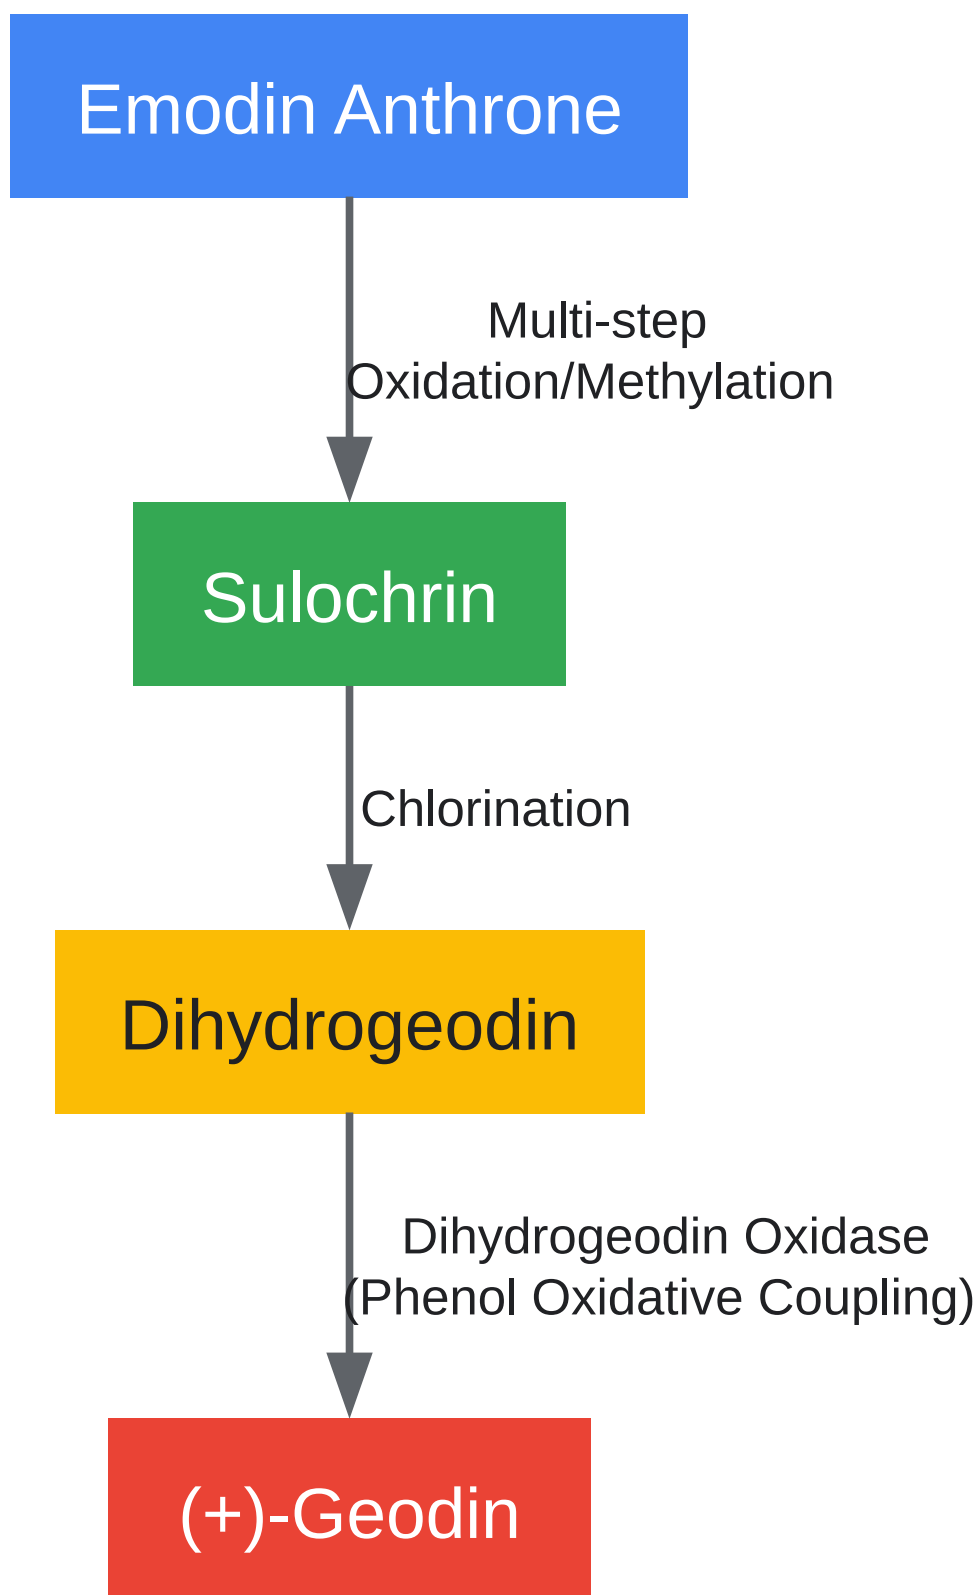 Emodin Anthrone
Multi-step
Oxidation/Methylation
Sulochrin
Chlorination
Dihydrogeodin
Dihydrogeodin Oxidase
(Phenol Oxidative Coupling)
(+)-Geodin